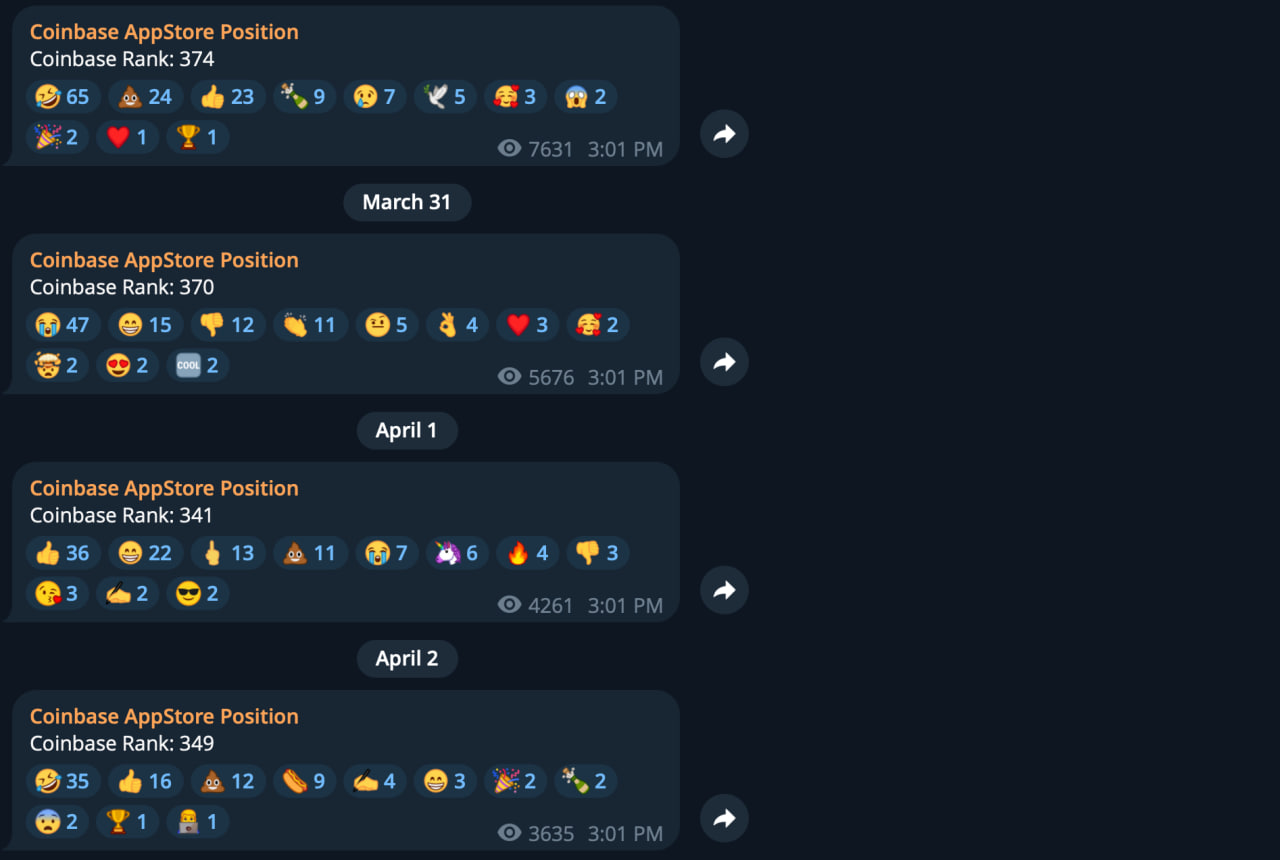 Coinbase AppStore Position
Coinbase Rank: 374
🤣 65 💩 24 👍 23 🍾 9 😢 7 🕊 5 🥰 3 😱 2
🎉 2 ❤️ 1 🏆 1
7631 3:01 PM
March 31
Coinbase AppStore Position
Coinbase Rank: 370
😭 47 😁 15 👎 12 👏 11 🤨 5 👌 4 ❤️ 3 🥰 2
🤯 2 😍 2 🆒 2
5676 3:01 PM
April 1
Coinbase AppStore Position
Coinbase Rank: 341
👍 36 😁 22 🖕 13 💩 11 😭 7 🦄 6 🔥 4 👎 3
😘 3 ✍️ 2 😎 2
4261 3:01 PM
April 2
Coinbase AppStore Position
Coinbase Rank: 349
🤣 35 👍 16 💩 12 🌭 9 ✍️ 4 😁 3 🎉 2 🍾 2
😨 2 🏆 1 👨‍💻 1
3635 3:01 PM